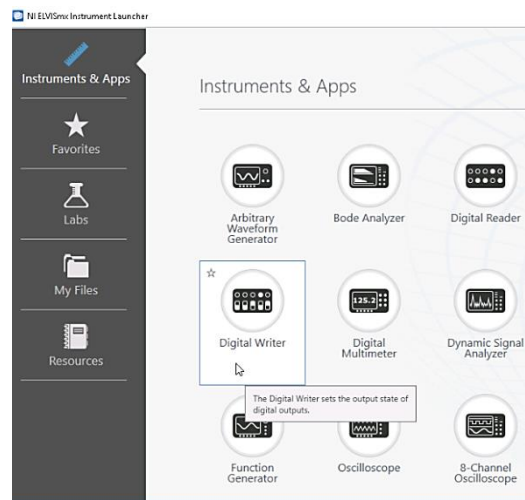 NI ELVISmx Instrument Launcher
Instruments & Apps
Favorites
Labs
My Files
Resources
Instruments & Apps
Arbitrary
Waveform
Generator
Bode Analyzer
Digital Reader
Digital Writer
125.2
Digital
Multimeter
Dynamic Signal
Analyzer
The Digital Writer sets the output state of
digital outputs.
Function
Generator
Oscilloscope
8-Channel
Oscilloscope